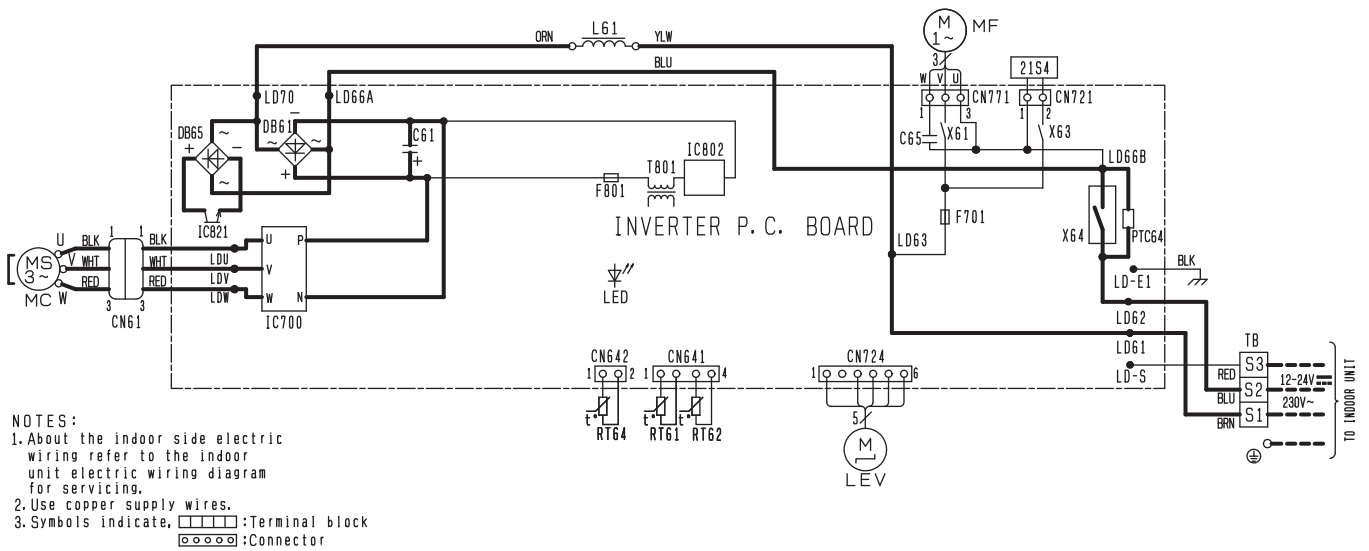 L61
ORN
YLW
BLU
M
1~
MF
3
W V U
21S4
LD70
LD66A
CN771
CN721
1
3
1
2
DB65
~
DB61
−
+
−
~
~
~
+
C61
+
C65
X61
X63
IC802
T801
F801
LD66B
IC821
INVERTER P.C. BOARD
F701
LD63
X64
PTC64
U
BLK
1
1
BLK
LDU
U
P
MS
3~
V
WHT
WHT
LDV
V
MC
W
RED
RED
LDW
W
N
3
3
CN61
IC700
LED
BLK
LD-E1
LD62
LD61
LD-S
TB
RED
S3
12-24V
BLU
S2
230V~
BRN
S1
TO INDOOR UNIT
CN642
1
2
CN641
1
4
CN724
1
6
t°
RT64
t°
RT61
t°
RT62
5
M
LEV
NOTES:
1. About the indoor side electric
wiring refer to the indoor
unit electric wiring diagram
for servicing.
2. Use copper supply wires.
3. Symbols indicate, :Terminal block
:Connector